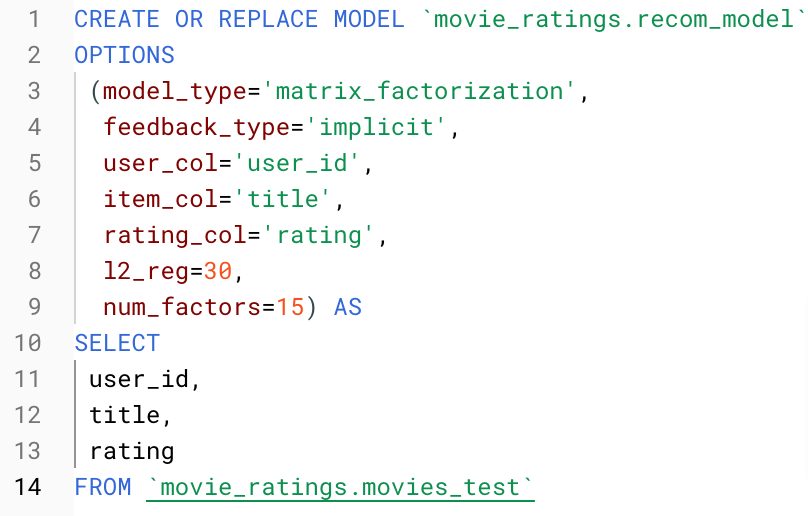 1 CREATE OR REPLACE MODEL `movie_ratings.recom_model`
2 OPTIONS
3 (model_type='matrix_factorization',
4 feedback_type='implicit',
5 user_col='user_id',
6 item_col='title',
7 rating_col='rating',
8 l2_reg=30,
9 num_factors=15) AS
10 SELECT
11 user_id,
12 title,
13 rating
14 FROM `movie_ratings.movies_test`